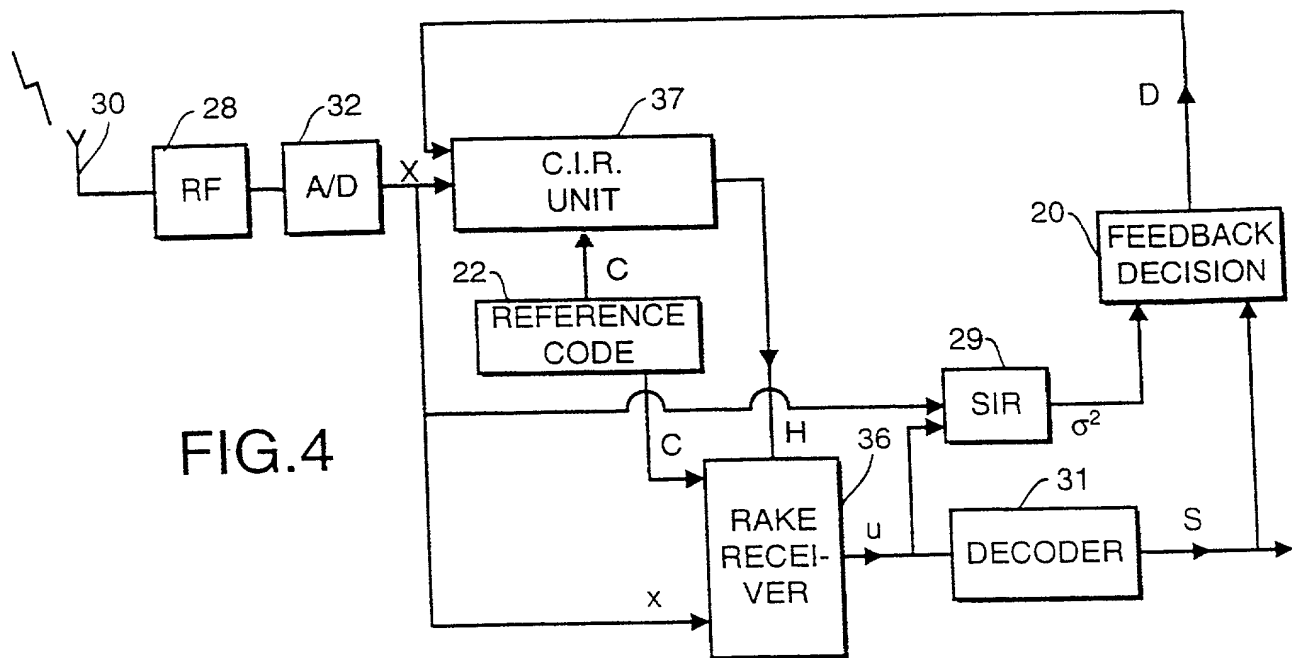 D
37
30
28
32
C.I.R.
UNIT
RF
A/D
X
20
FEEDBACK
DECISION
C
22
REFERENCE
CODE
29
SIR
σ²
FIG.4
C
H
36
31
RAKE
RECEI-
VER
u
DECODER
S
x